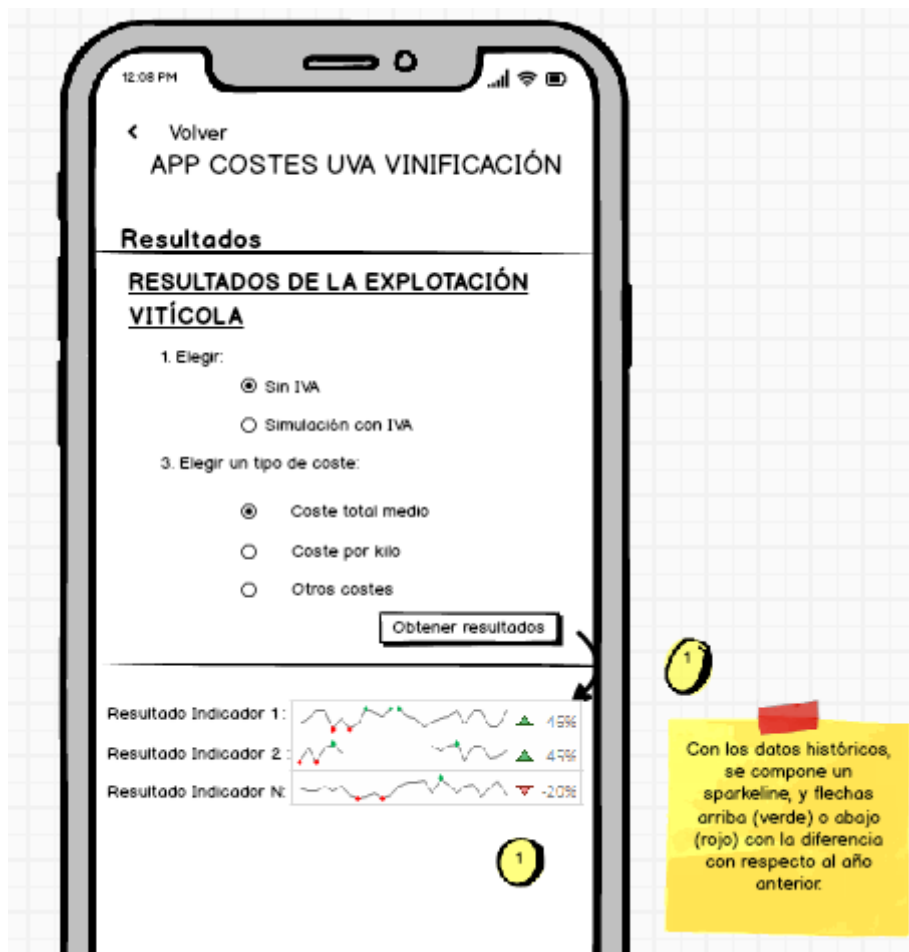 12:08 PM
< Volver
APP COSTES UVA VINIFICACIÓN
Resultados
RESULTADOS DE LA EXPLOTACIÓN
VITÍCOLA
1. Elegir:
Sin IVA
Simulación con IVA
3. Elegir un tipo de coste:
Coste total medio
Coste por kilo
Otros costes
Obtener resultados
Resultado Indicador 1: 45%
Resultado Indicador 2 : 45%
Resultado Indicador N: -20%
1
1
Con los datos históricos,
se compone un
sparkeline, y flechas
arriba (verde) o abajo
(rojo) con la diferencia
con respecto al año
anterior.